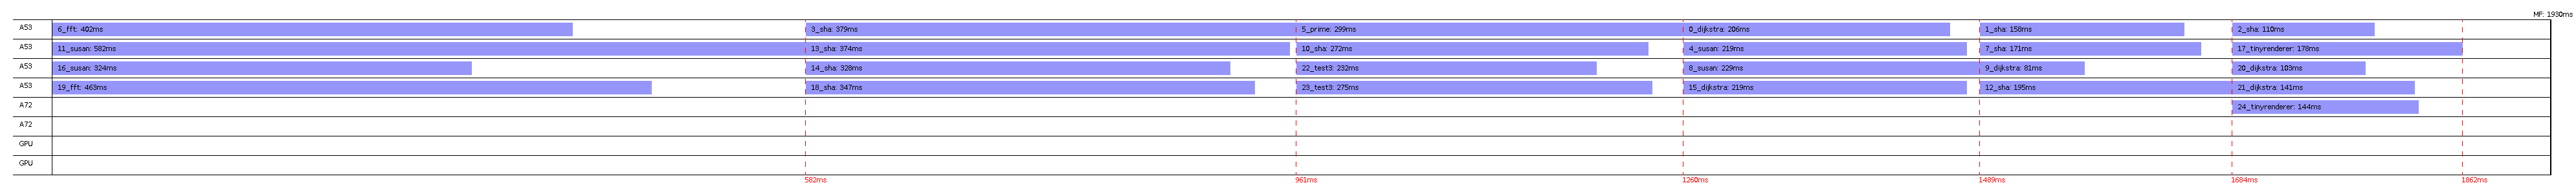 MF: 1930ms
A53 6_fft: 402ms 3_sha: 379ms 5_prime: 299ms 0_dijkstra: 206ms 1_sha: 158ms 2_sha: 110ms
A53 11_susan: 582ms 13_sha: 374ms 10_sha: 272ms 4_susan: 219ms 7_sha: 171ms 17_tinyrenderer: 178ms
A53 16_susan: 324ms 14_sha: 328ms 22_test3: 232ms 8_susan: 229ms 9_dijkstra: 81ms 20_dijkstra: 103ms
A53 19_fft: 463ms 18_sha: 347ms 23_test3: 275ms 15_dijkstra: 219ms 12_sha: 195ms 21_dijkstra: 141ms
A72 24_tinyrenderer: 144ms
A72
GPU
GPU
582ms 961ms 1260ms 1489ms 1684ms 1862ms